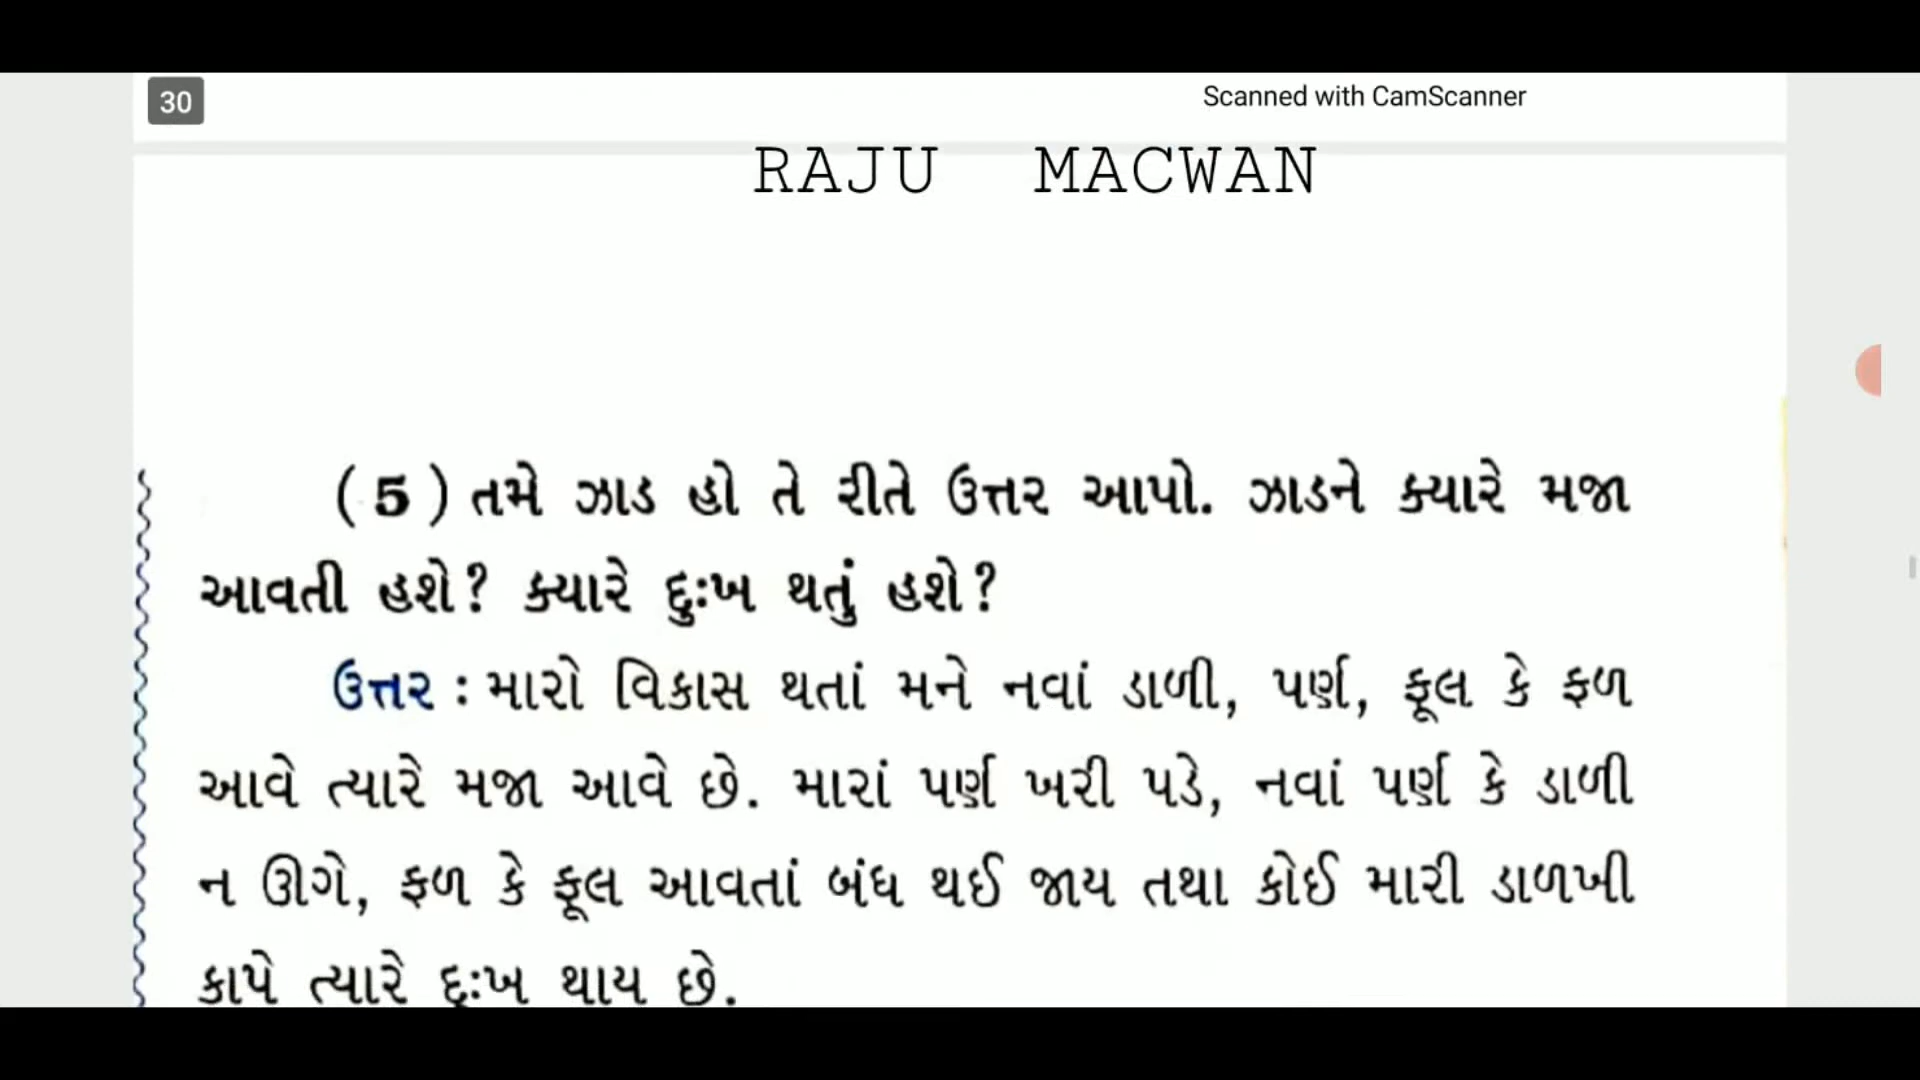 30
Scanned with CamScanner
RAJU MACWAN
(5) તમે ઝાડ હો તે રીતે ઉત્તર આપો. ઝાડને ક્યારે મજા
આવતી હશે? ક્યારે દુઃખ થતું હશે?
ઉત્તર : મારો વિકાસ થતાં મને નવાં ડાળી, પર્ણ, ફૂલ કે ફળ
આવે ત્યારે મજા આવે છે. મારાં પર્ણ ખરી પડે, નવાં પર્ણ કે ડાળી
ન ઊગે, ફળ કે ફૂલ આવતાં બંધ થઈ જાય તથા કોઈ મારી ડાળખી
કાપે ત્યારે દુઃખ થાય છે.